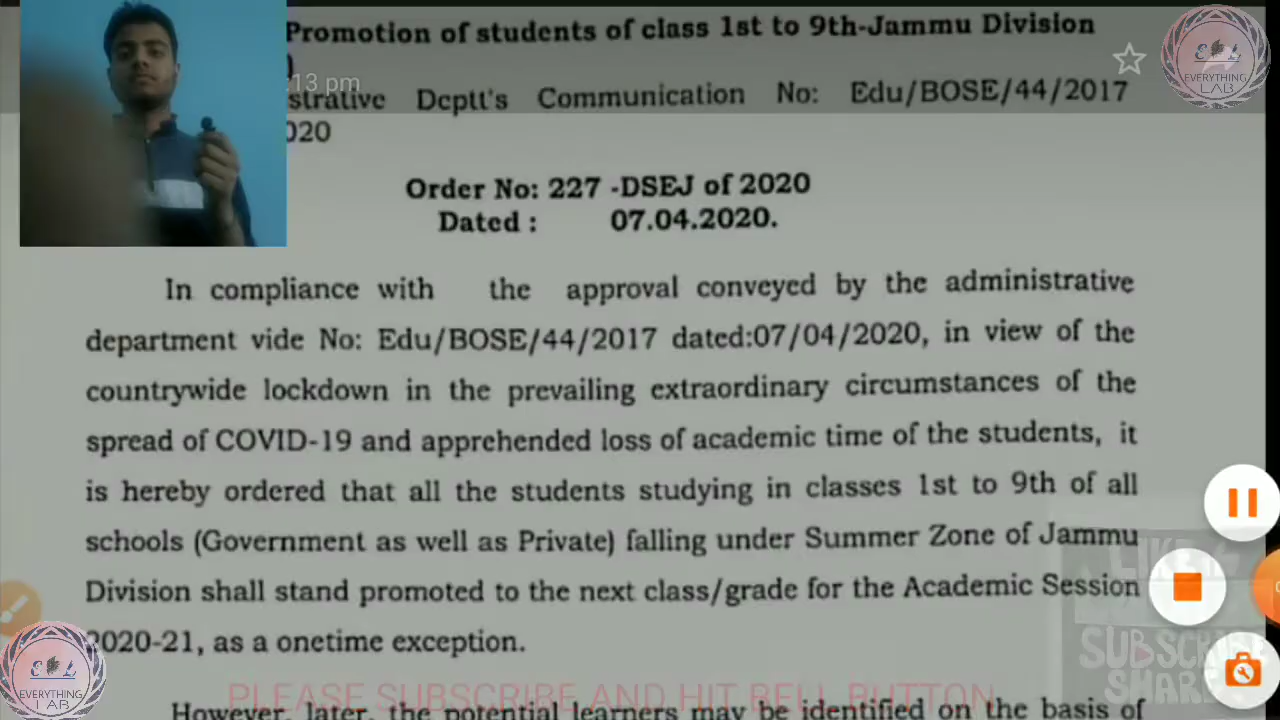 Promotion of students of class 1st to 9th-Jammu Division
)
:13 pm
strative Deptt's Communication No: Edu/BOSE/44/2017
020
Order No: 227 -DSEJ of 2020
Dated : 07.04.2020.
In compliance with the approval conveyed by the administrative
department vide No: Edu/BOSE/44/2017 dated:07/04/2020, in view of the
countrywide lockdown in the prevailing extraordinary circumstances of the
spread of COVID-19 and apprehended loss of academic time of the students, it
is hereby ordered that all the students studying in classes 1st to 9th of all
schools (Government as well as Private) falling under Summer Zone of Jammu
Division shall stand promoted to the next class/grade for the Academic Session
2020-21, as a onetime exception.
However, later, the potential learners may be identified on the basis of
PLEASE SUBSCRIBE AND HIT BELL BUTTON
EVERYTHING
LAB
EVERYTHING
LAB
LIKE
SUBSCRIBE
SHARE